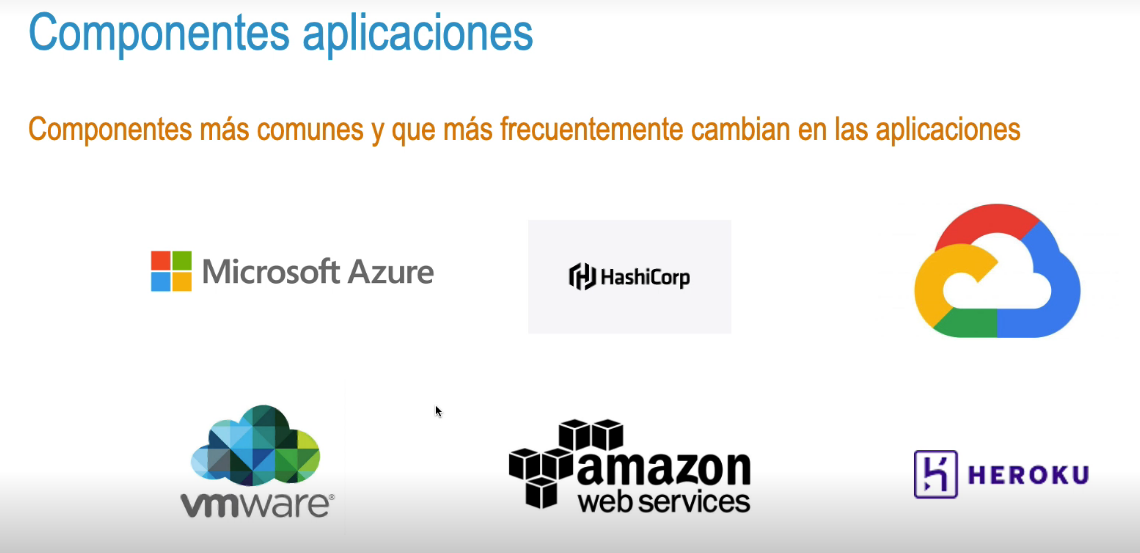 Componentes aplicaciones
Componentes más comunes y que más frecuentemente cambian en las aplicaciones
Microsoft Azure
HashiCorp
vmware®
amazon
web services
HEROKU